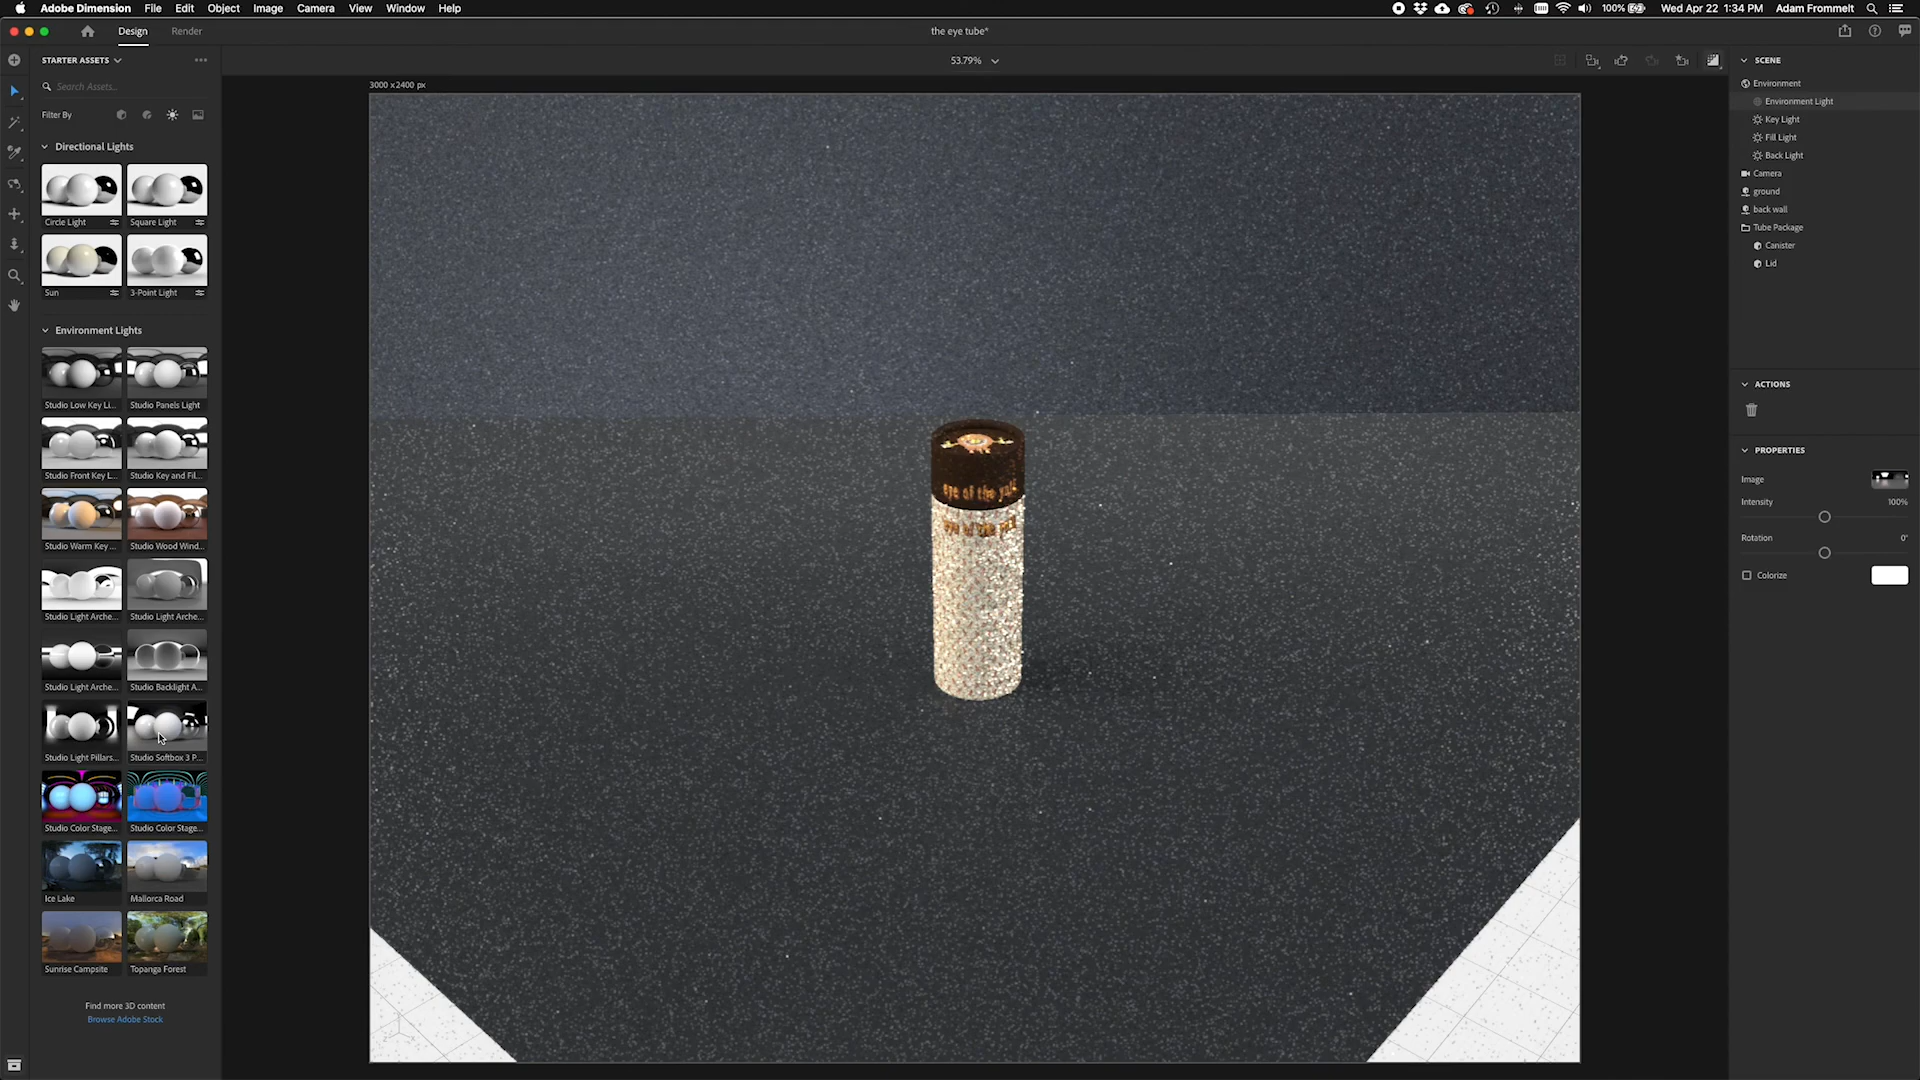 Adobe Dimension File Edit Object Image Camera View Window Help
100% Wed Apr 22 1:34 PM Adam Frommelt
Design Render
the eye tube*
STARTER ASSETS
53.79%
Search Assets...
3000 x 2400 px
Filter By
Directional Lights
Circle Light Square Light
Sun 3-Point Light
Environment Lights
Studio Low Key Li... Studio Panels Light
Studio Front Key L... Studio Key and Fil...
Studio Warm Key ... Studio Wood Wind...
Studio Light Arche... Studio Light Arche...
Studio Light Arche... Studio Backlight A...
Studio Light Pillars... Studio Softbox 3 P...
Studio Color Stage... Studio Color Stage...
Ice Lake Mallorca Road
Sunrise Campsite Topanga Forest
Find more 3D content
Browse Adobe Stock
eye of the
SCENE
Environment
Environment Light
Key Light
Fill Light
Back Light
Camera
ground
back wall
Tube Package
Canister
Lid
ACTIONS
PROPERTIES
Image
Intensity 100%
Rotation 0°
Colorize